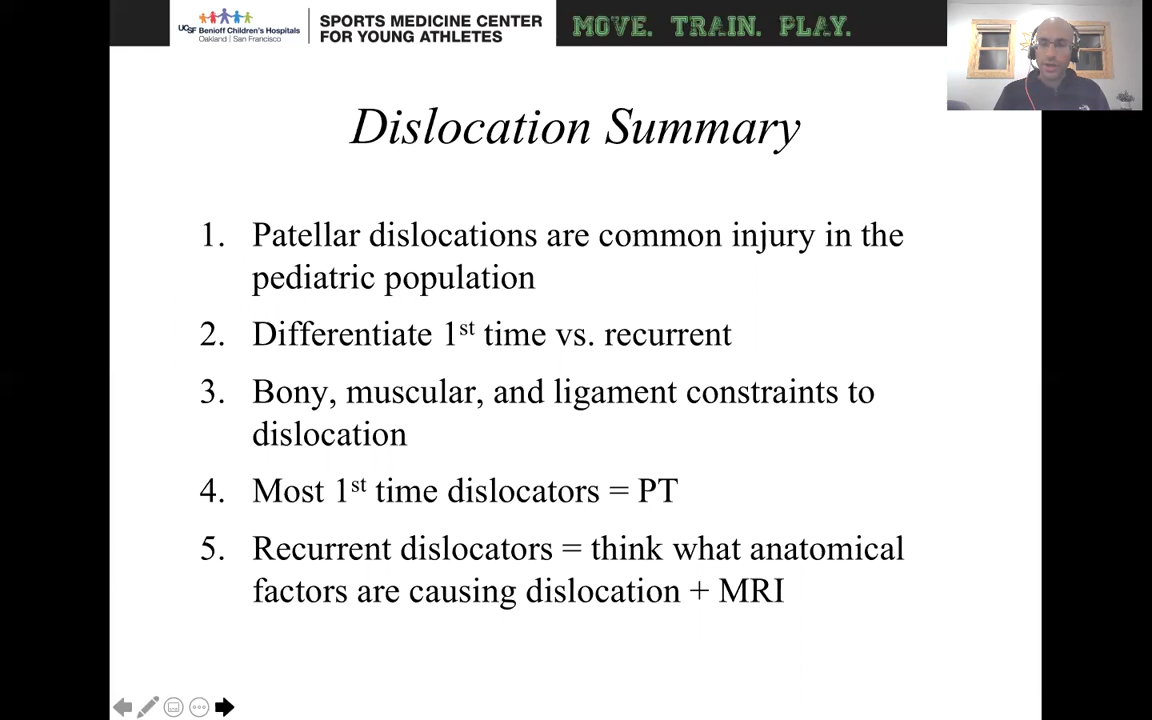 UCSF Benioff Children's Hospitals
Oakland | San Francisco
SPORTS MEDICINE CENTER
FOR YOUNG ATHLETES
MOVE. TRAIN. PLAY.
Dislocation Summary
1. Patellar dislocations are common injury in the
pediatric population
2. Differentiate 1st time vs. recurrent
3. Bony, muscular, and ligament constraints to
dislocation
4. Most 1st time dislocators = PT
5. Recurrent dislocators = think what anatomical
factors are causing dislocation + MRI